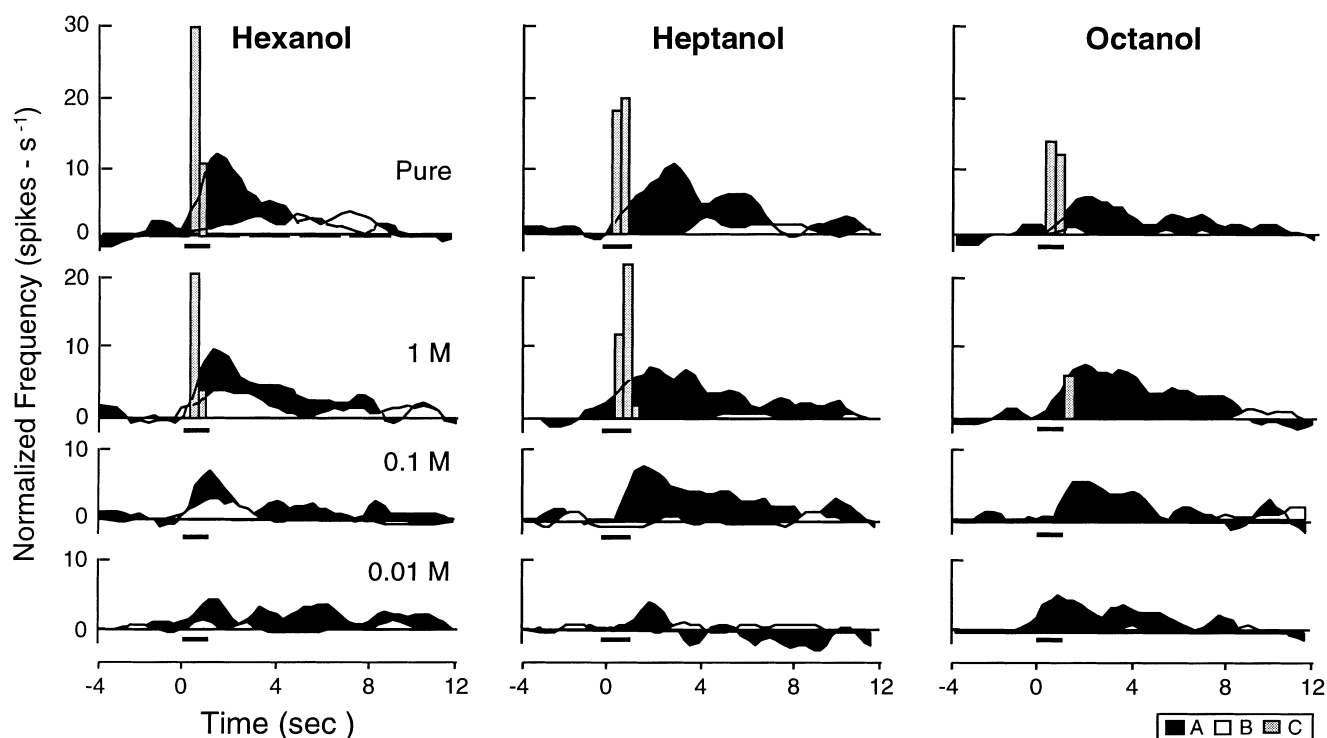 Hexanol Heptanol Octanol
Normalized Frequency (spikes - s⁻¹)
30
20
10
0
Pure
20
10
0
1 M
10
0
0.1 M
10
0
0.01 M
-4 0 4 8 12 -4 0 4 8 12 -4 0 4 8 12
Time (sec )
A B C